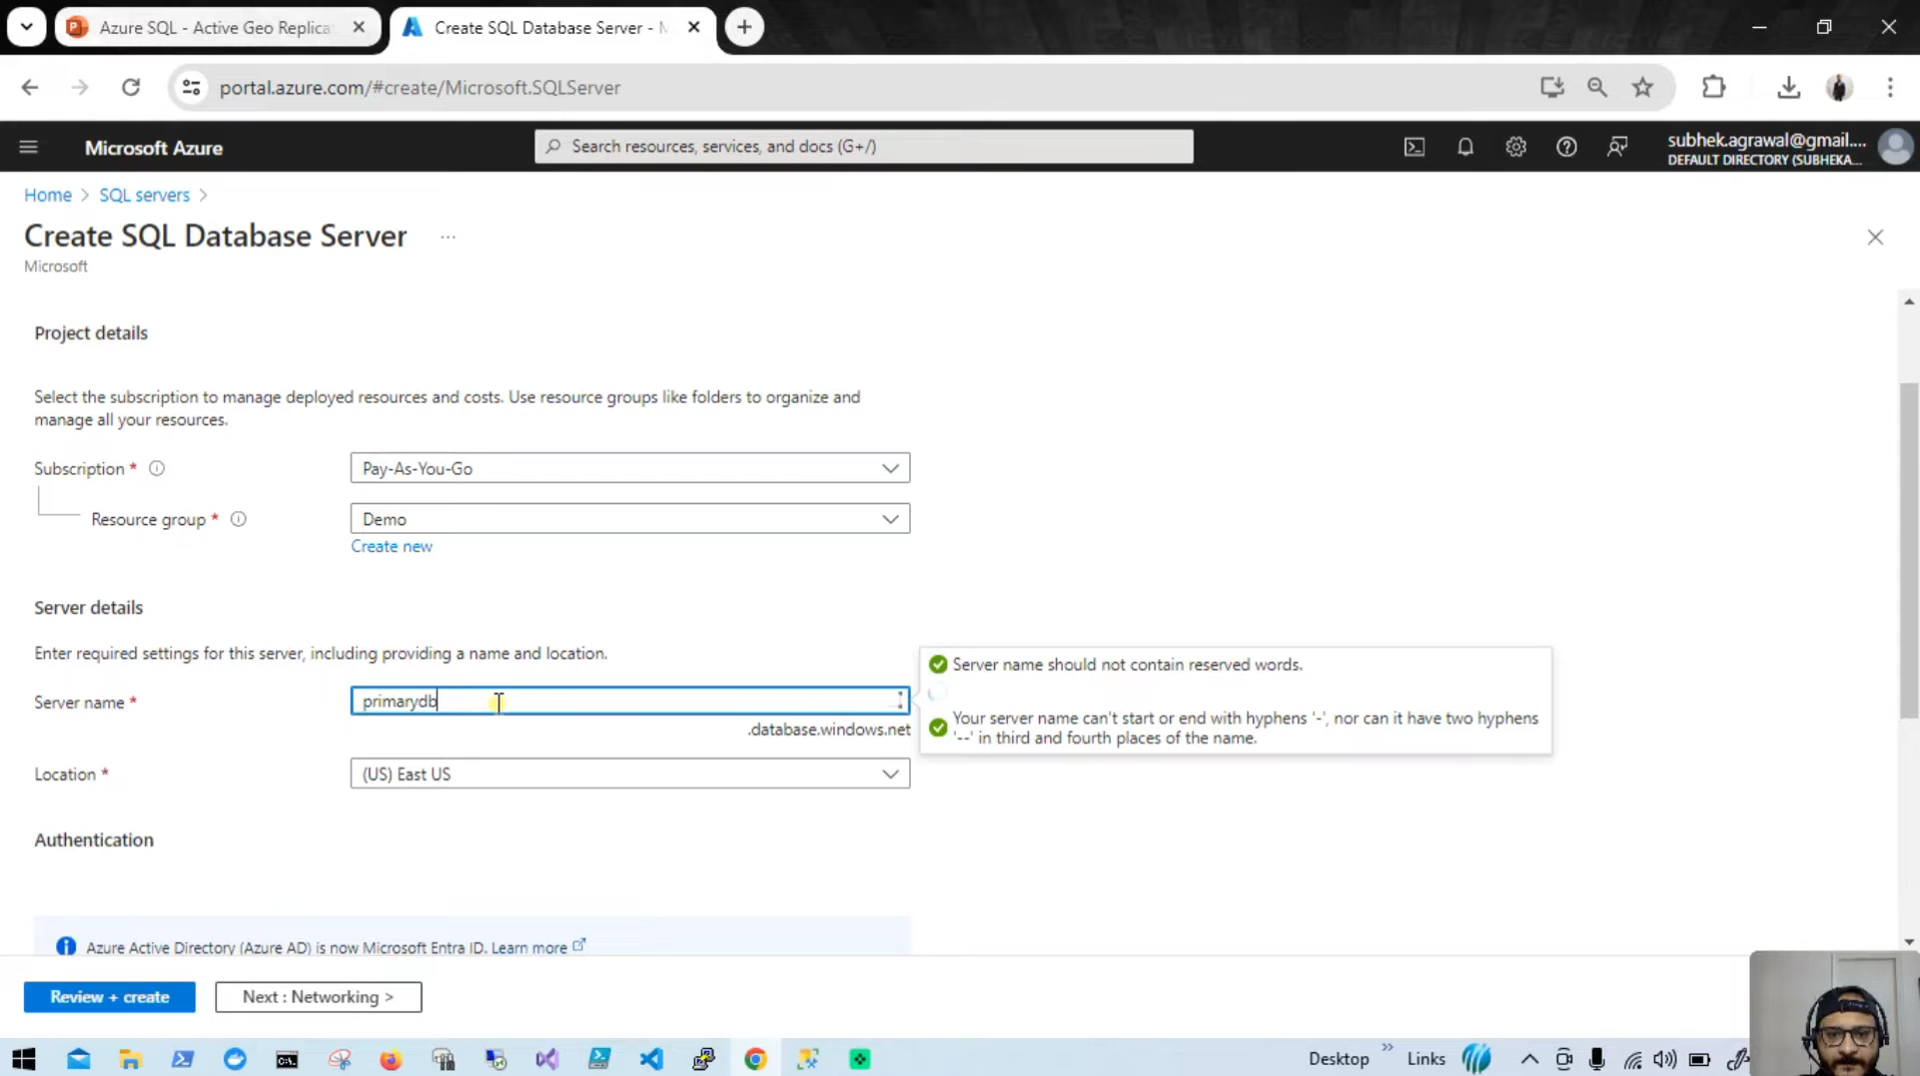 Azure SQL - Active Geo Replica
Create SQL Database Server - M
portal.azure.com/#create/Microsoft.SQLServer
Microsoft Azure
Search resources, services, and docs (G+/)
subhek.agrawal@gmail....
DEFAULT DIRECTORY (SUBHEKA...
Home > SQL servers >
Create SQL Database Server ...
Microsoft
Project details
Select the subscription to manage deployed resources and costs. Use resource groups like folders to organize and
manage all your resources.
Subscription *
Pay-As-You-Go
Resource group *
Demo
Create new
Server details
Enter required settings for this server, including providing a name and location.
Server name *
primarydb
.database.windows.net
Server name should not contain reserved words.
Your server name can't start or end with hyphens '-', nor can it have two hyphens
'--' in third and fourth places of the name.
Location *
(US) East US
Authentication
Azure Active Directory (Azure AD) is now Microsoft Entra ID. Learn more
Review + create
Next : Networking >
Desktop
Links